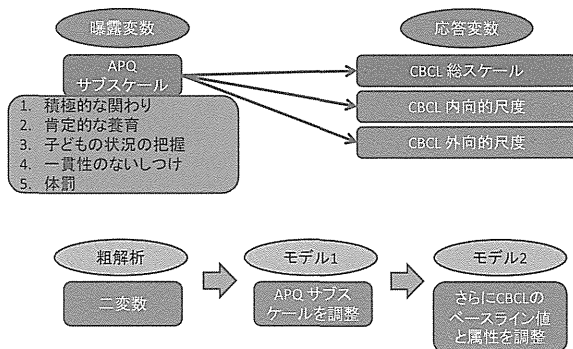 曝露変数
応答変数
APQ
サブスケール
1. 積極的な関わり
2. 肯定的な養育
3. 子どもの状況の把握
4. 一貫性のないしつけ
5. 体罰
CBCL 総スケール
CBCL 内向的尺度
CBCL 外向的尺度
粗解析
モデル1
モデル2
二変数
APQ サブス
ケールを調整
さらにCBCLの
ベースライン値
と属性を調整